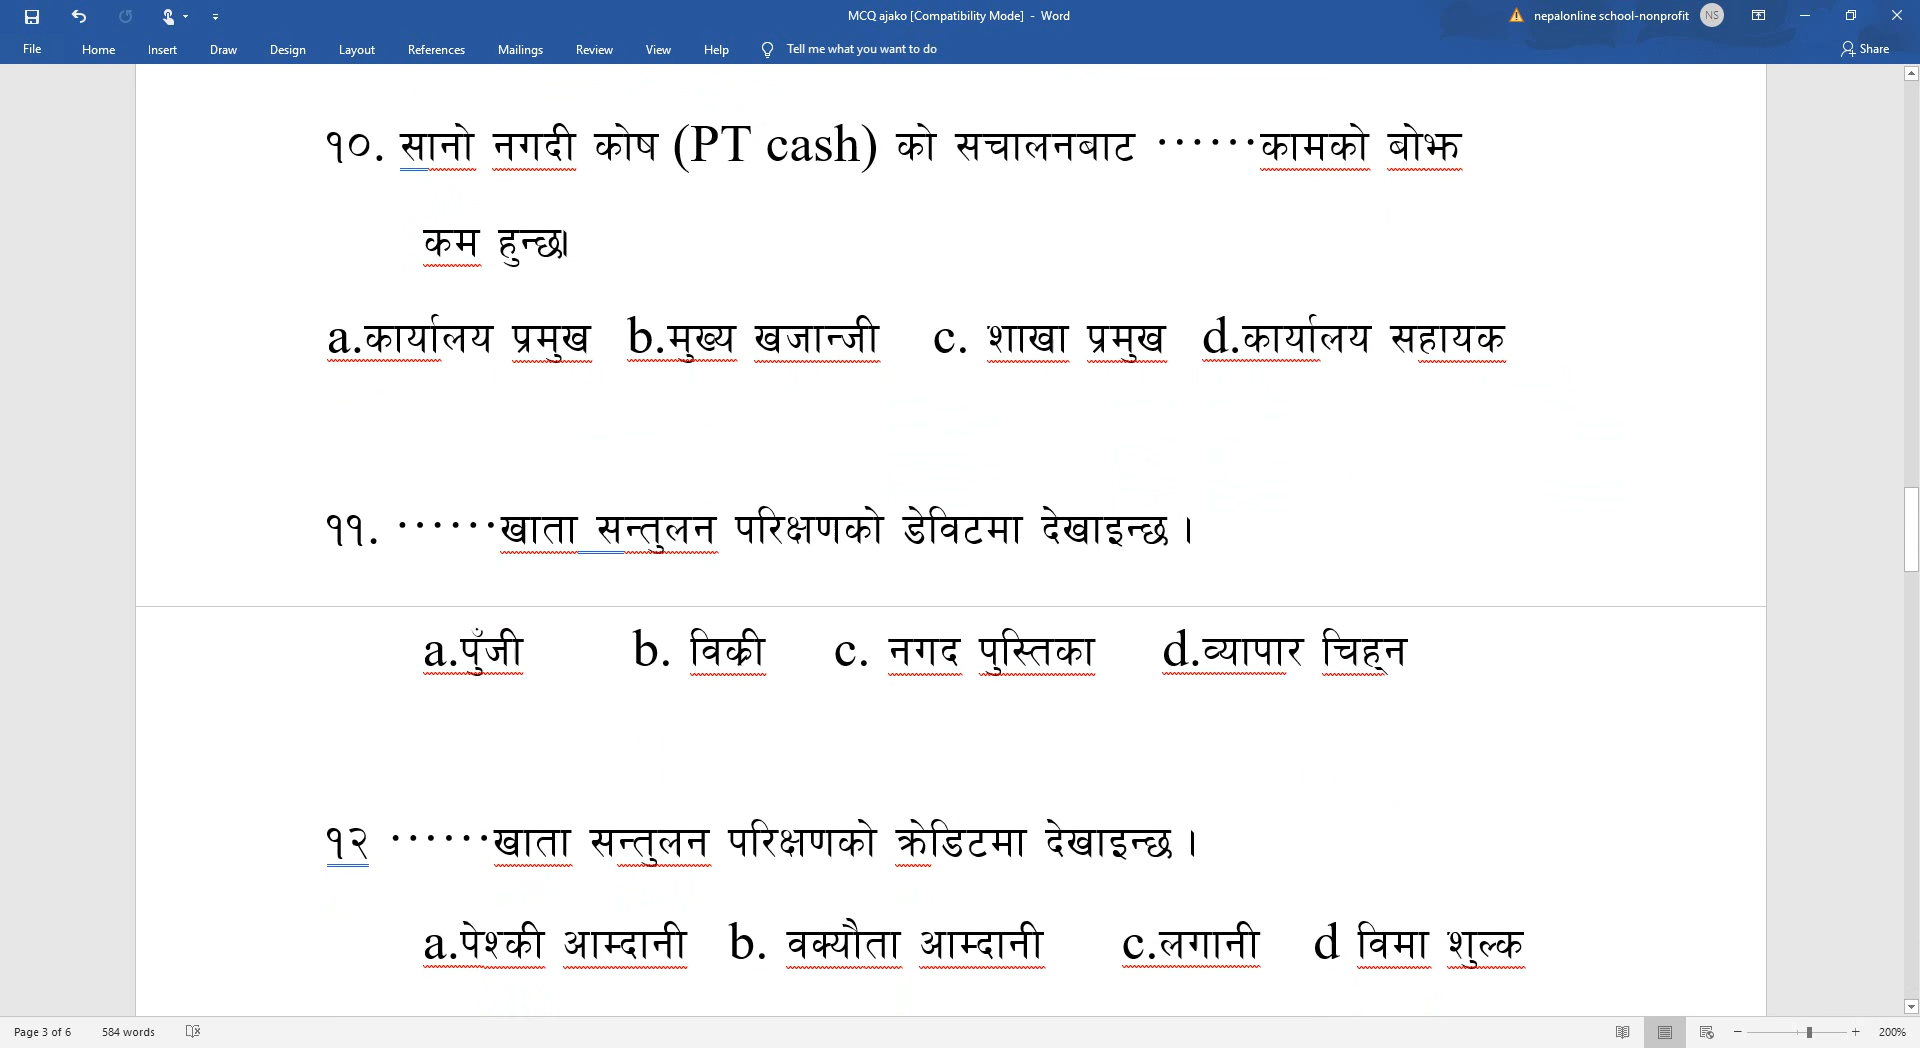 MCQ ajako [Compatibility Mode] - Word
nepalonline school-nonprofit NS
File Home Insert Draw Design Layout References Mailings Review View Help Tell me what you want to do Share
१०. सानो नगदी कोष (PT cash) को सचालनबाट ······कामको बोझ
कम हुन्छ।
a.कार्यालय प्रमुख b.मुख्य खजान्जी c. शाखा प्रमुख d.कार्यालय सहायक
११. ······खाता सन्तुलन परिक्षणको डेविटमा देखाइन्छ ।
a.पुँजी b. विक्री c. नगद पुस्तिका d.व्यापार चिह्न
१२ ······खाता सन्तुलन परिक्षणको क्रेडिटमा देखाइन्छ ।
a.पेश्की आम्दानी b. वक्यौता आम्दानी c.लगानी d विमा शुल्क
Page 3 of 6 584 words 200%